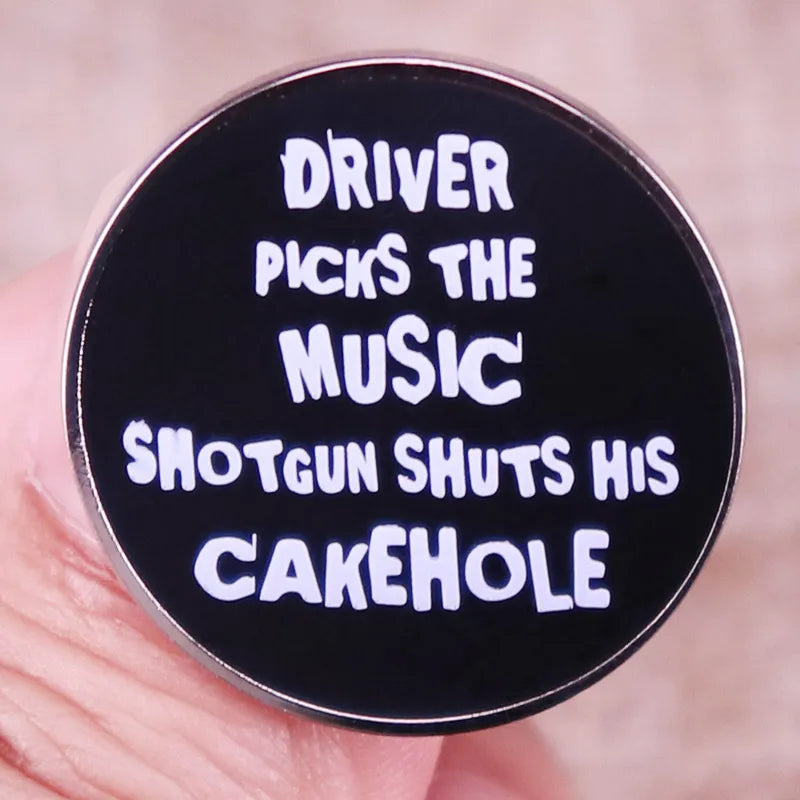 DRIVER
PICKS THE
MUSIC
SHOTGUN SHUTS HIS
CAKEHOLE